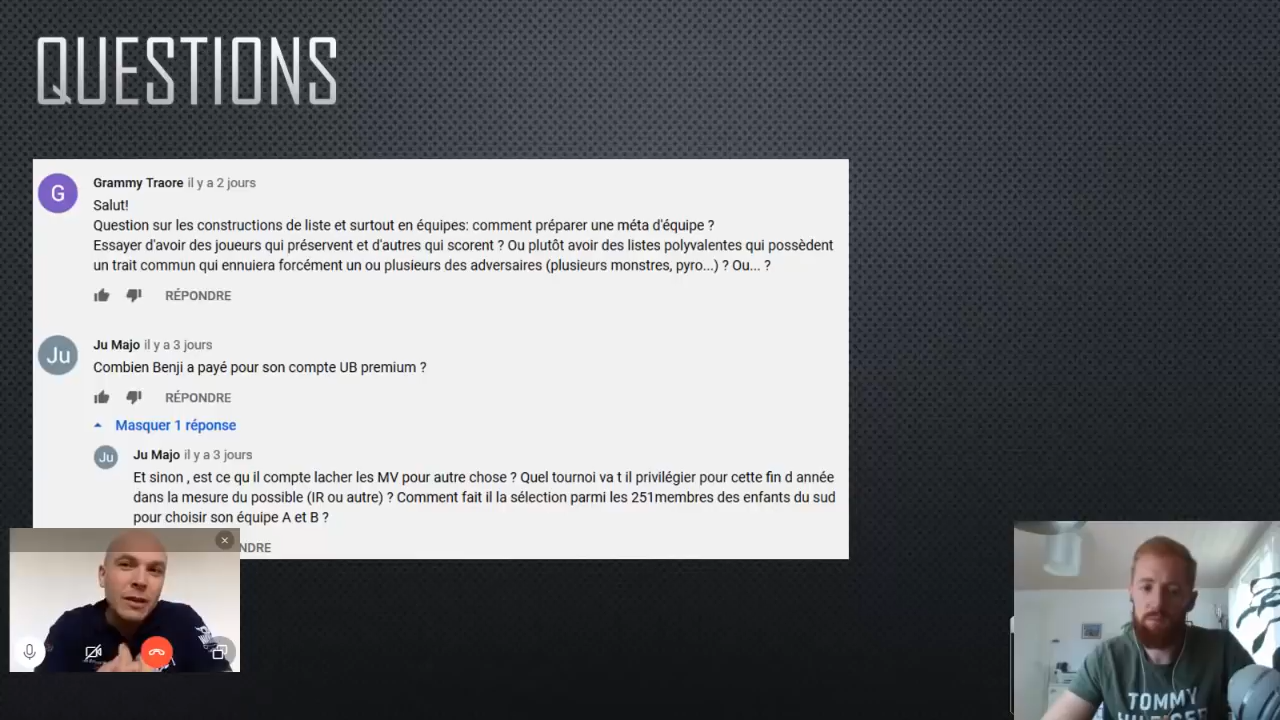 QUESTIONS
G
Grammy Traore il y a 2 jours
Salut!
Question sur les constructions de liste et surtout en équipes: comment préparer une méta d'équipe ?
Essayer d'avoir des joueurs qui préservent et d'autres qui scorent ? Ou plutôt avoir des listes polyvalentes qui possèdent
un trait commun qui ennuiera forcément un ou plusieurs des adversaires (plusieurs monstres, pyro...) ? Ou... ?
RÉPONDRE
Ju
Ju Majo il y a 3 jours
Combien Benji a payé pour son compte UB premium ?
RÉPONDRE
Masquer 1 réponse
Ju
Ju Majo il y a 3 jours
Et sinon , est ce qu il compte lacher les MV pour autre chose ? Quel tournoi va t il privilégier pour cette fin d année
dans la mesure du possible (IR ou autre) ? Comment fait il la sélection parmi les 251membres des enfants du sud
pour choisir son équipe A et B ?
NDRE
TOMMY